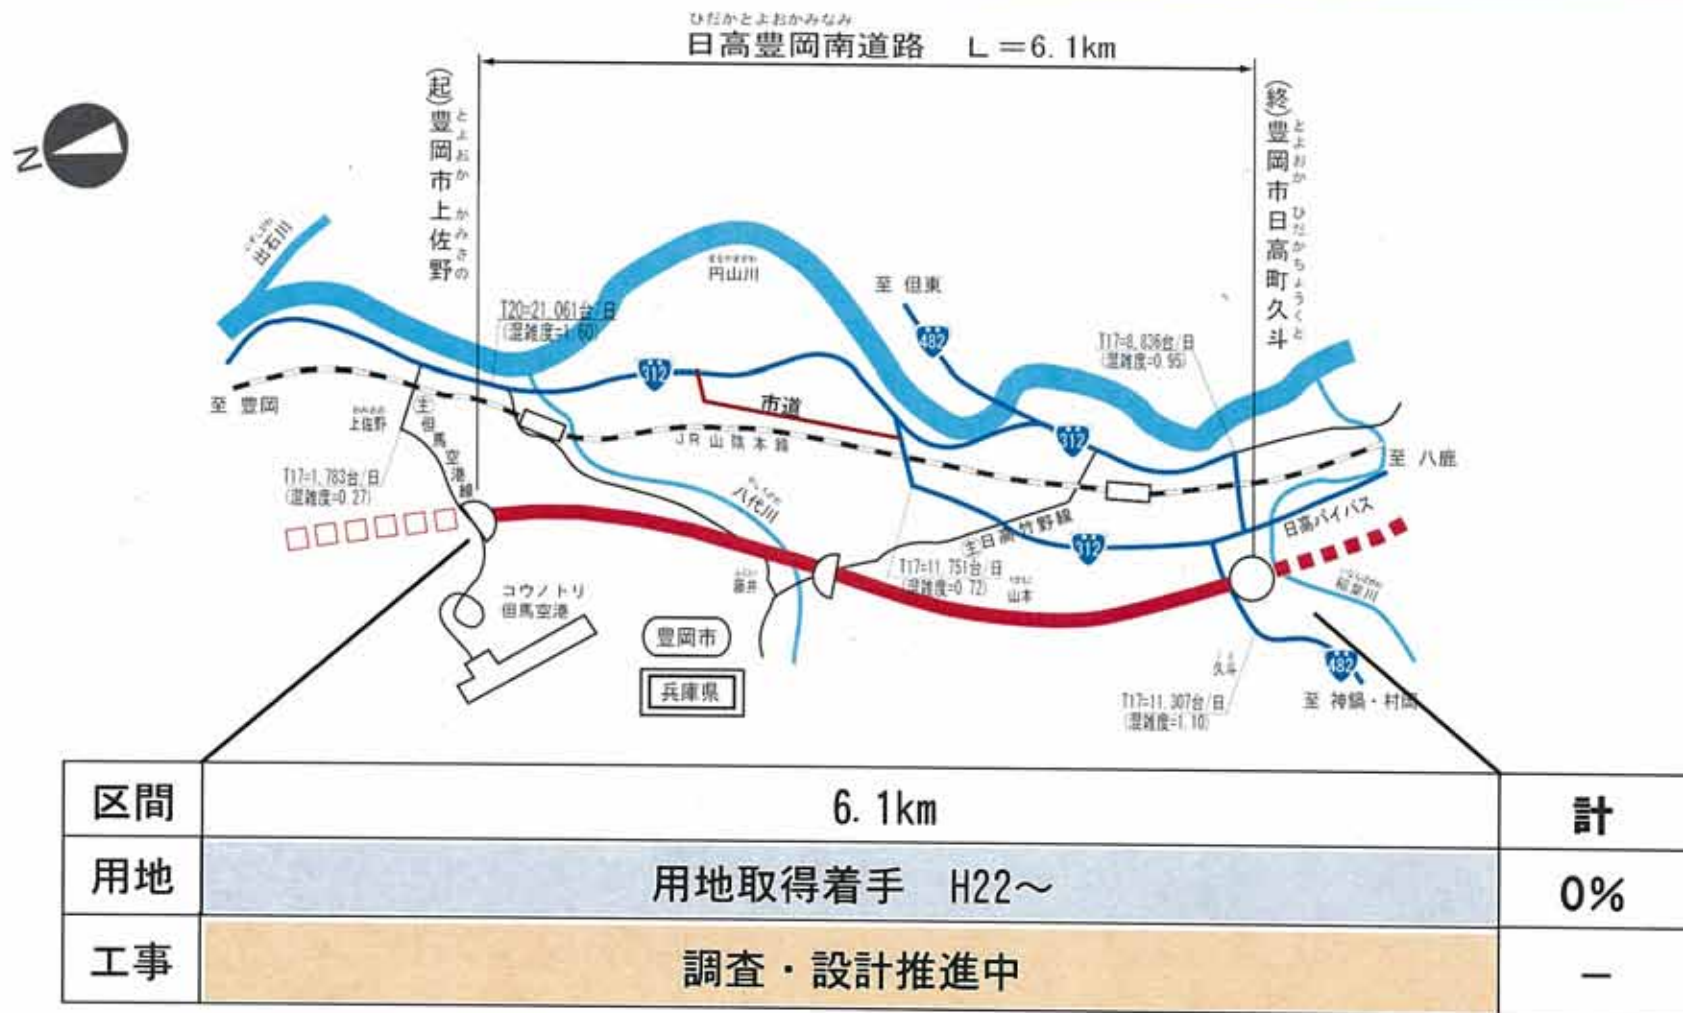 ひだかとよおかみなみ
日高豊岡南道路 L=6.1km
(起)豊岡市上佐野
とよおか かみさの
(終)豊岡市日高町久斗
とよおか ひだかちょうくと
N
出石川
円山川
至 但東
482
T20=21,061台/日
(混雑度=1.60)
T17=8,836台/日
(混雑度=0.95)
312
至 豊岡
上佐野
(主)但馬空港線
市道
JR山陰本線
312
至 八鹿
T17=1,783台/日
(混雑度=0.27)
八代川
(主)日高竹野線
312
日高バイパス
コウノトリ
但馬空港
藤井
T17=11,751台/日
(混雑度=0.72)
山本
稲葉川
豊岡市
兵庫県
久斗
482
T17=11,307台/日
(混雑度=1.10)
至 神鍋・村岡
区間 6.1km 計
用地 用地取得着手 H22～ 0%
工事 調査・設計推進中 －